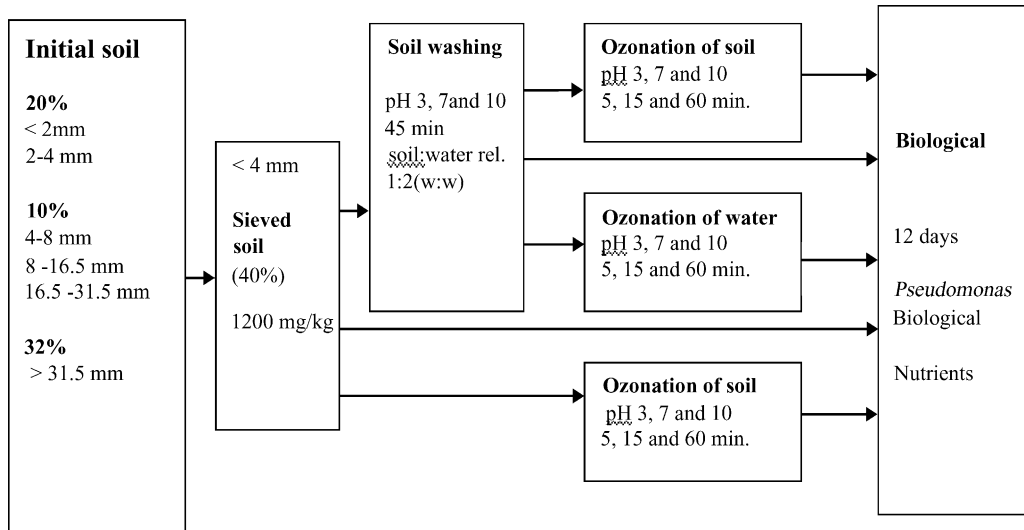 Initial soil
20%
< 2mm
2-4 mm
10%
4-8 mm
8 -16.5 mm
16.5 -31.5 mm
32%
> 31.5 mm
< 4 mm
Sieved
soil
(40%)
1200 mg/kg
Soil washing
pH 3, 7and 10
45 min
soil:water rel.
1:2(w:w)
Ozonation of soil
pH 3, 7 and 10
5, 15 and 60 min.
Ozonation of water
pH 3, 7 and 10
5, 15 and 60 min.
Ozonation of soil
pH 3, 7 and 10
5, 15 and 60 min.
Biological
12 days
Pseudomonas
Biological
Nutrients